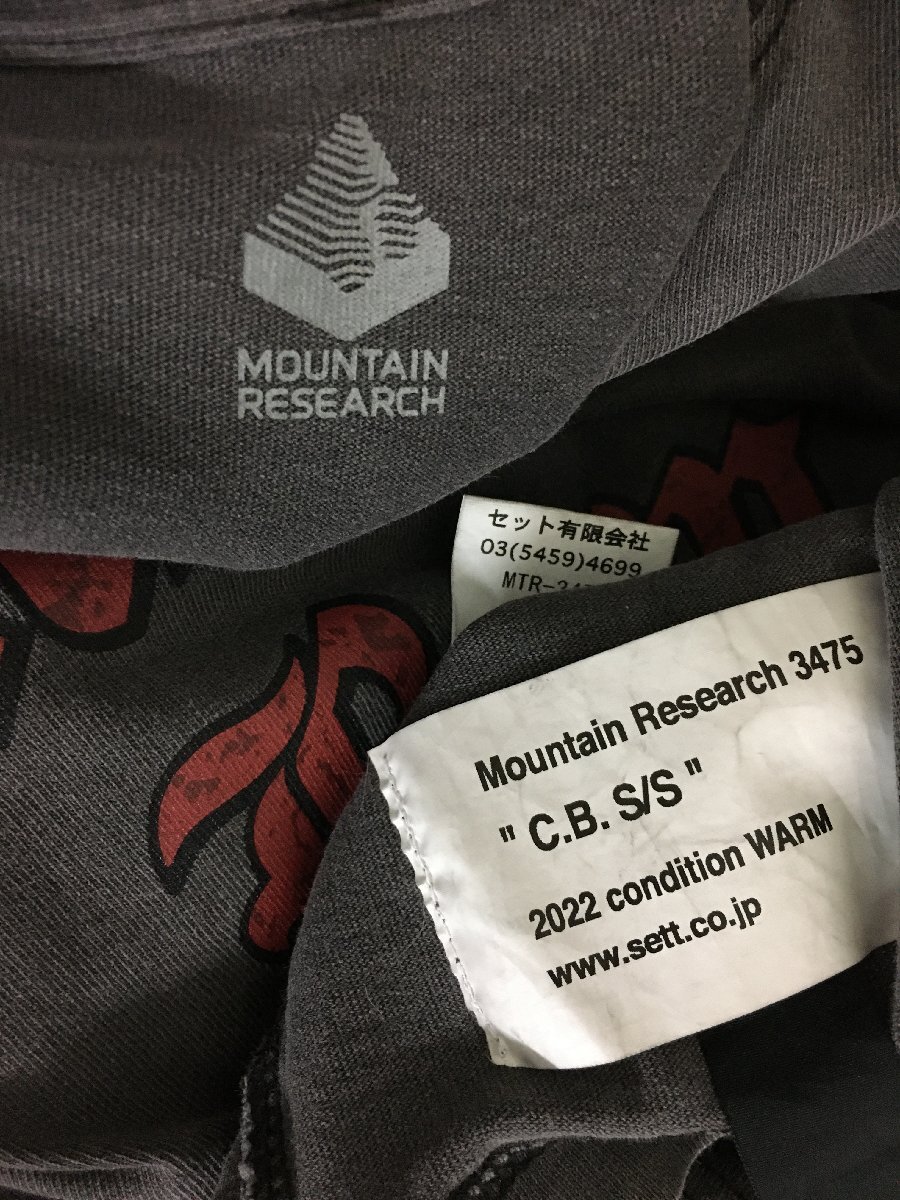 MOUNTAIN
RESEARCH
セット有限会社
03(5459)4699
Mountain Research 3475
" C.B. S/S "
2022 condition WARM
www.sett.co.jp